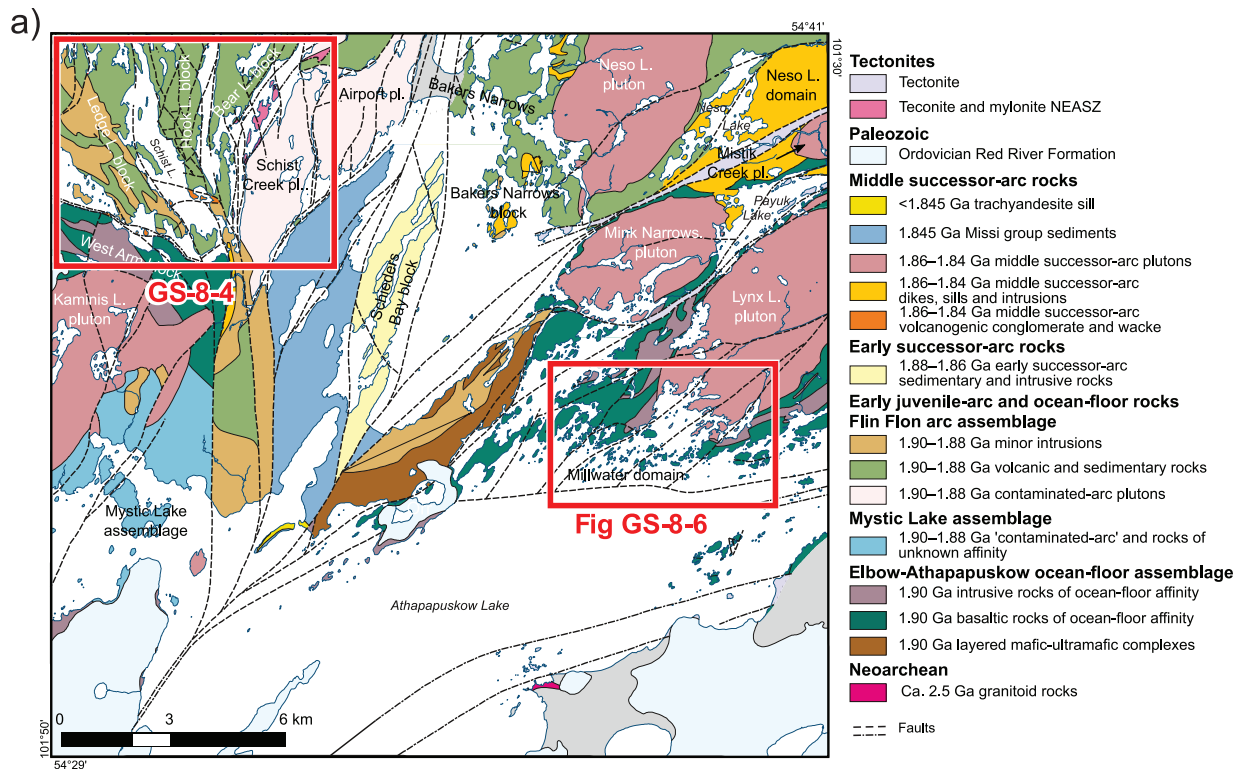 a)
54°41'
101°30'
Ledge L. block
Schist L.
Hook L. block
Bear L. block
Schist
Creek pl..
Airport pl.
Bakers Narrows
Neso L.
pluton
Neso L.
domain
Neso
Lake
Mistik
Creek pl.
Payuk
Lake
Bakers Narrows
block
Mink Narrows.
pluton
Lynx L.
pluton
West Arm block
GS-8-4
Kaminis L.
pluton
Schieders
Bay block
Millwater domain
Fig GS-8-6
Mystic Lake
assemblage
Athapapuskow Lake
0 3 6 km
101°50'
54°29'
Tectonites
Tectonite
Teconite and mylonite NEASZ
Paleozoic
Ordovician Red River Formation
Middle successor-arc rocks
<1.845 Ga trachyandesite sill
1.845 Ga Missi group sediments
1.86–1.84 Ga middle successor-arc plutons
1.86–1.84 Ga middle successor-arc
dikes, sills and intrusions
1.86–1.84 Ga middle successor-arc
volcanogenic conglomerate and wacke
Early successor-arc rocks
1.88–1.86 Ga early successor-arc
sedimentary and intrusive rocks
Early juvenile-arc and ocean-floor rocks
Flin Flon arc assemblage
1.90–1.88 Ga minor intrusions
1.90–1.88 Ga volcanic and sedimentary rocks
1.90–1.88 Ga contaminated-arc plutons
Mystic Lake assemblage
1.90–1.88 Ga 'contaminated-arc' and rocks of
unknown affinity
Elbow-Athapapuskow ocean-floor assemblage
1.90 Ga intrusive rocks of ocean-floor affinity
1.90 Ga basaltic rocks of ocean-floor affinity
1.90 Ga layered mafic-ultramafic complexes
Neoarchean
Ca. 2.5 Ga granitoid rocks
Faults